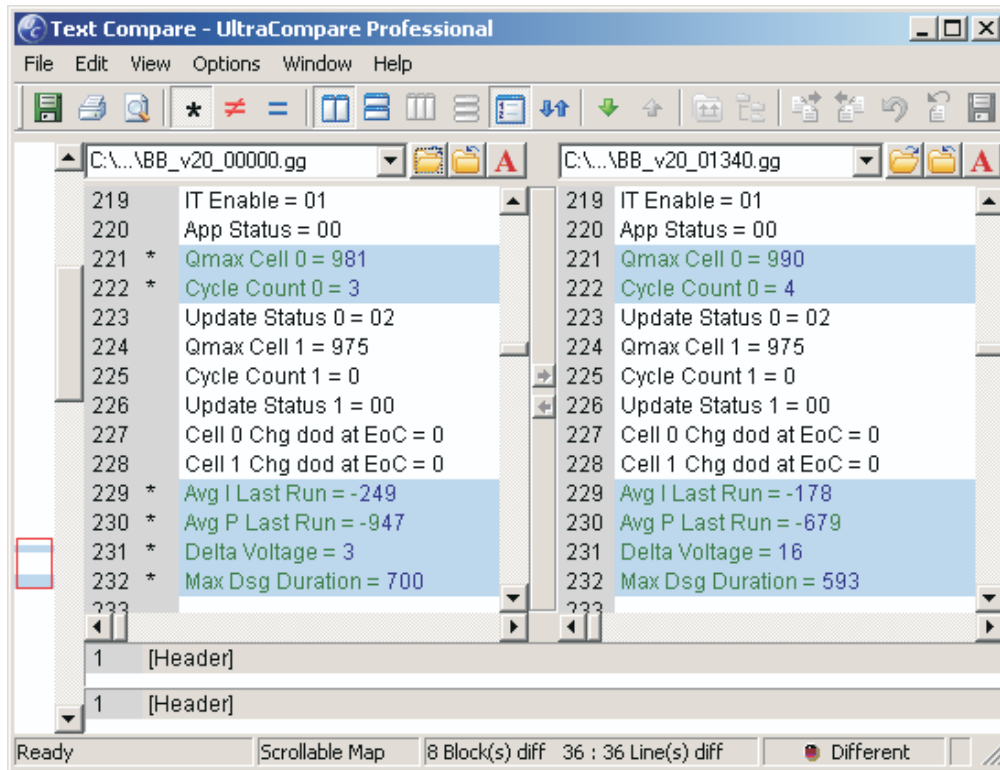 Text Compare - UltraCompare Professional
File Edit View Options Window Help
C:\...\BB_v20_00000.gg A C:\...\BB_v20_01340.gg A
219 IT Enable = 01 219 IT Enable = 01
220 App Status = 00 220 App Status = 00
221 * Qmax Cell 0 = 981 221 Qmax Cell 0 = 990
222 * Cycle Count 0 = 3 222 Cycle Count 0 = 4
223 Update Status 0 = 02 223 Update Status 0 = 02
224 Qmax Cell 1 = 975 224 Qmax Cell 1 = 975
225 Cycle Count 1 = 0 225 Cycle Count 1 = 0
226 Update Status 1 = 00 226 Update Status 1 = 00
227 Cell 0 Chg dod at EoC = 0 227 Cell 0 Chg dod at EoC = 0
228 Cell 1 Chg dod at EoC = 0 228 Cell 1 Chg dod at EoC = 0
229 * Avg I Last Run = -249 229 Avg I Last Run = -178
230 * Avg P Last Run = -947 230 Avg P Last Run = -679
231 * Delta Voltage = 3 231 Delta Voltage = 16
232 * Max Dsg Duration = 700 232 Max Dsg Duration = 593
233 233
1 [Header]
1 [Header]
Ready Scrollable Map 8 Block(s) diff 36 : 36 Line(s) diff Different